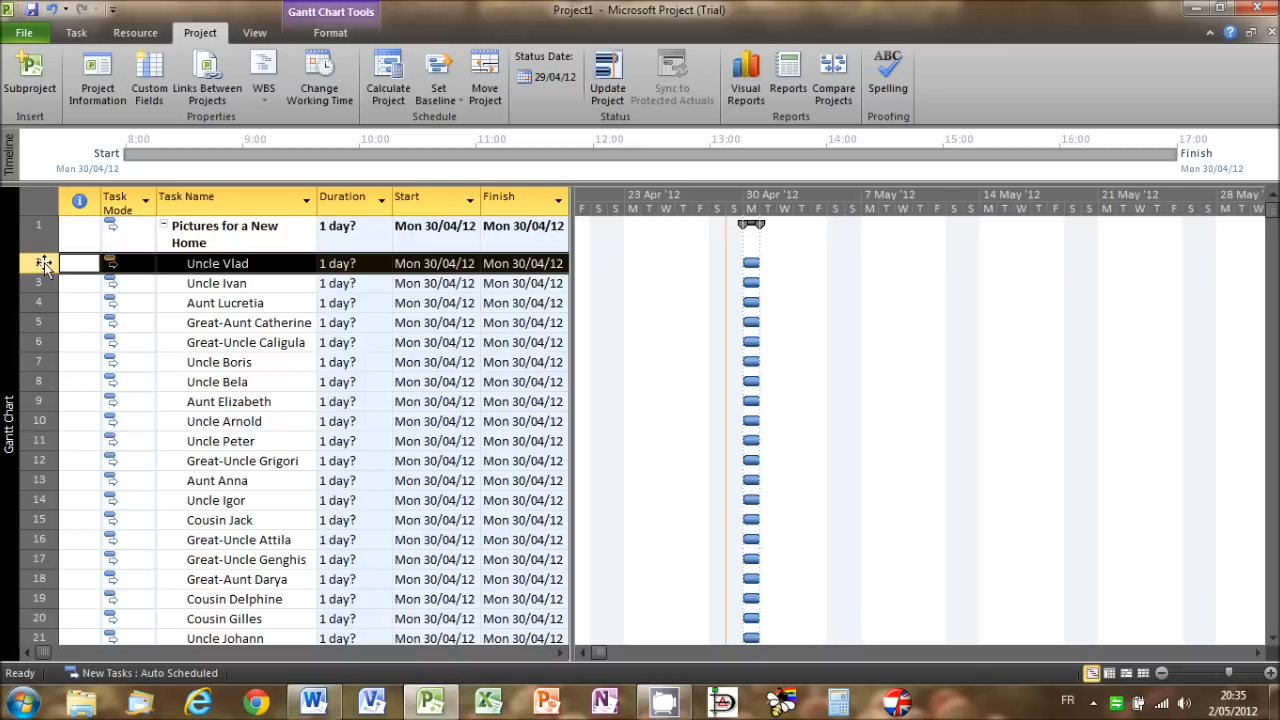 Gantt Chart Tools
Project1 - Microsoft Project (Trial)
File Task Resource Project View Format
Subproject
Project Information
Custom Fields
Links Between Projects
WBS
Change Working Time
Calculate Project
Set Baseline
Move Project
Status Date:
29/04/12
Update Project
Sync to Protected Actuals
Visual Reports
Reports
Compare Projects
ABC
Spelling
Insert Properties Schedule Status Reports Proofing
Timeline
8:00 9:00 10:00 11:00 12:00 13:00 14:00 15:00 16:00 17:00
Start
Mon 30/04/12
Finish
Mon 30/04/12
Task Mode Task Name Duration Start Finish
23 Apr '12 30 Apr '12 7 May '12 14 May '12 21 May '12 28 May
F S S M T W T F S S M T W T F S S M T W T F S S M T W T F S S M T W T F S S M T W
Gantt Chart
1 Pictures for a New Home 1 day? Mon 30/04/12 Mon 30/04/12
Uncle Vlad 1 day? Mon 30/04/12 Mon 30/04/12
3 Uncle Ivan 1 day? Mon 30/04/12 Mon 30/04/12
4 Aunt Lucretia 1 day? Mon 30/04/12 Mon 30/04/12
5 Great-Aunt Catherine 1 day? Mon 30/04/12 Mon 30/04/12
6 Great-Uncle Caligula 1 day? Mon 30/04/12 Mon 30/04/12
7 Uncle Boris 1 day? Mon 30/04/12 Mon 30/04/12
8 Uncle Bela 1 day? Mon 30/04/12 Mon 30/04/12
9 Aunt Elizabeth 1 day? Mon 30/04/12 Mon 30/04/12
10 Uncle Arnold 1 day? Mon 30/04/12 Mon 30/04/12
11 Uncle Peter 1 day? Mon 30/04/12 Mon 30/04/12
12 Great-Uncle Grigori 1 day? Mon 30/04/12 Mon 30/04/12
13 Aunt Anna 1 day? Mon 30/04/12 Mon 30/04/12
14 Uncle Igor 1 day? Mon 30/04/12 Mon 30/04/12
15 Cousin Jack 1 day? Mon 30/04/12 Mon 30/04/12
16 Great-Uncle Attila 1 day? Mon 30/04/12 Mon 30/04/12
17 Great-Uncle Genghis 1 day? Mon 30/04/12 Mon 30/04/12
18 Great-Aunt Darya 1 day? Mon 30/04/12 Mon 30/04/12
19 Cousin Delphine 1 day? Mon 30/04/12 Mon 30/04/12
20 Cousin Gilles 1 day? Mon 30/04/12 Mon 30/04/12
21 Uncle Johann 1 day? Mon 30/04/12 Mon 30/04/12
Ready New Tasks : Auto Scheduled
FR
20:35
2/05/2012